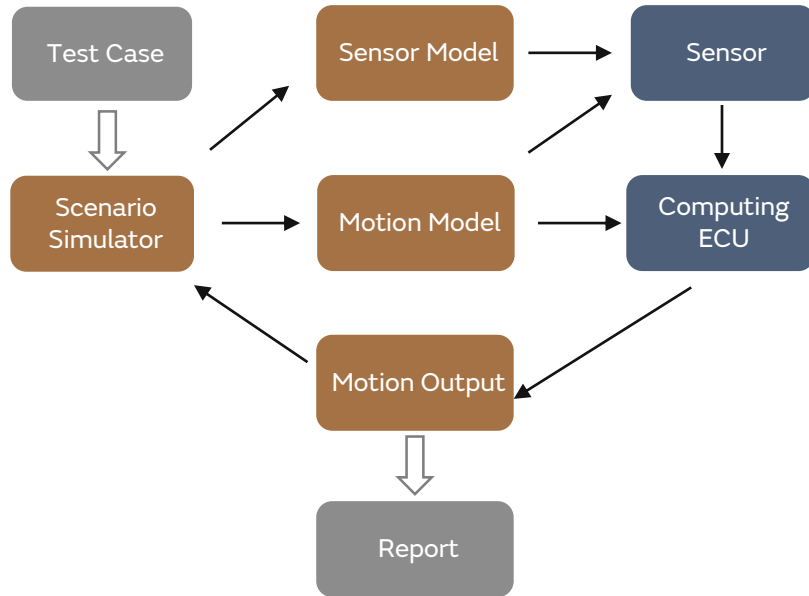 Test Case
Sensor Model
Sensor
Scenario
Simulator
Motion Model
Computing
ECU
Motion Output
Report